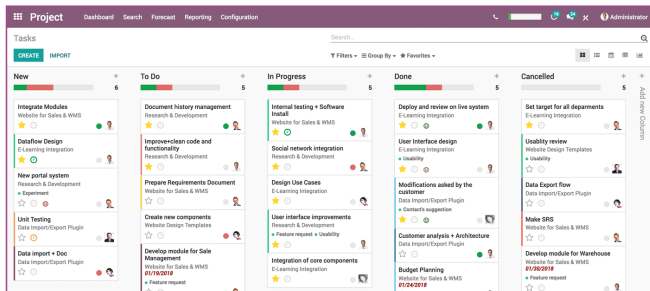 Project
Dashboard Search Forecast Reporting Configuration
Administrator
Tasks
Search...
CREATE IMPORT
Filters Group By Favorites
New
6
Integrate Modules
Website for Sales & WMS
Dataflow Design
E-Learning Integration
New portal system
Research & Development
Experiment
Unit Testing
Data Import/Export Plugin
Data import + Doc
Data Import/Export Plugin
To Do
5
Document history management
Research & Development
Improve+clean code and
functionality
Research & Development
Prepare Requirements Document
Website for Sales & WMS
Create new components
Website Design Templates
Develop module for Sale
Management
Website for Sales & WMS
01/19/2018
Feature request
In Progress
5
Internal testing + Software
Install
Website for Sales & WMS
Social network integration
Research & Development
Design Use Cases
E-Learning Integration
User interface improvements
Research & Development
Feature request Usability
Integration of core components
E-Learning Integration
Done
5
Deploy and review on live system
E-Learning Integration
User Interface design
E-Learning Integration
Usability
Modifications asked by the
customer
Data Import/Export Plugin
Contact's suggestion
Customer analysis + Architecture
Data Import/Export Plugin
Budget Planning
Website for Sales & WMS
01/24/2018
Cancelled
5
Set target for all deparments
E-Learning Integration
Usablity review
Website Design Templates
Usability
Data Export flow
Data Import/Export Plugin
Make SRS
Website for Sales & WMS
Develop module for Warehouse
Website for Sales & WMS
01/30/2018
Feature request
Add new Column